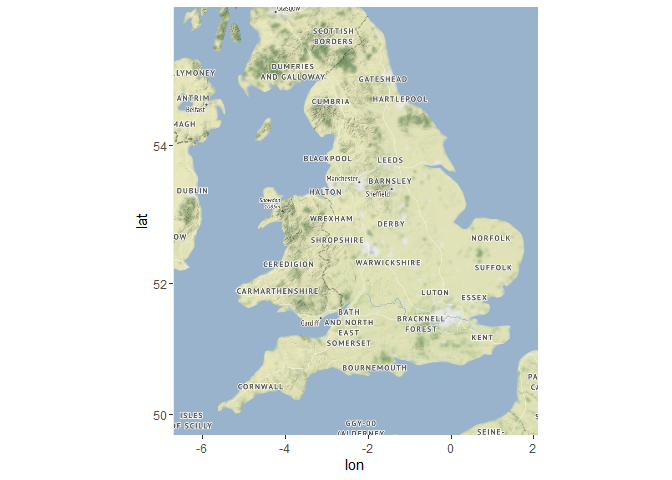 Glasgow
SCOTTISH
BORDERS
DUMFRIES
AND GALLOWAY
LYMONEY
GATESHEAD
ANTRIM
CUMBRIA
HARTLEPOOL
Belfast
MAGH
54
BLACKPOOL
LEEDS
Manchester
BARNSLEY
DUBLIN
HALTON
Sheffield
Snowdon
1085m
WREXHAM
DERBY
OW
SHROPSHIRE
NORFOLK
CEREDIGION
WARWICKSHIRE
SUFFOLK
lat
52
CARMARTHENSHIRE
LUTON
ESSEX
BATH
AND NORTH
EAST
SOMERSET
Cardiff
BRACKNELL
FOREST
KENT
BOURNEMOUTH
CORNWALL
PA
CA
50
ISLES
OF SCILLY
GGY-00
(ALDERNEY
SEINE-
-6
-4
-2
0
2
lon